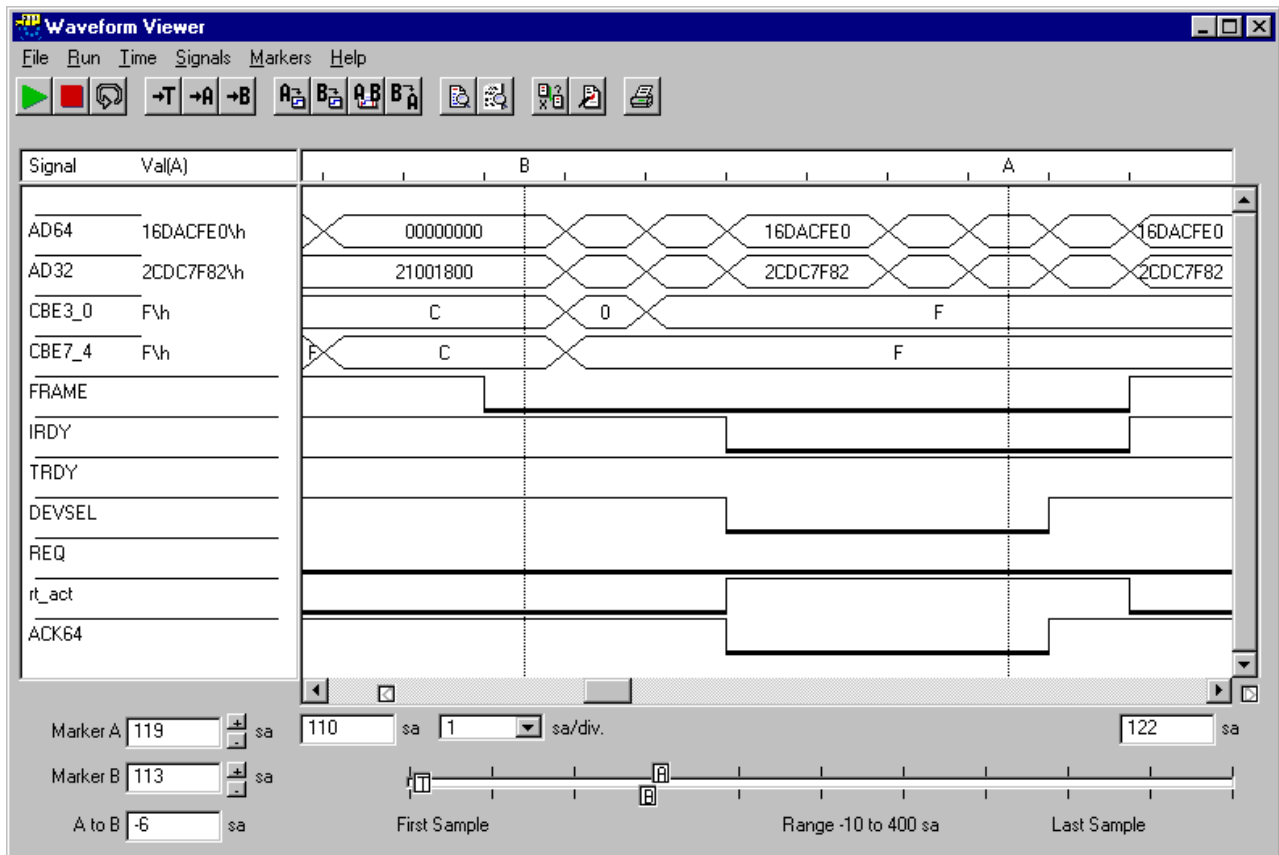 Waveform Viewer
File Run Time Signals Markers Help
→T →A →B A B A B B A
Signal Val(A) B A
AD64 16DACFE0\h 00000000 16DACFE0 16DACFE0
AD32 2CDC7F82\h 21001800 2CDC7F82 2CDC7F82
CBE3_0 F\h C 0 F
CBE7_4 F\h F C F
FRAME
IRDY
TRDY
DEVSEL
REQ
rt_act
ACK64
Marker A 119 + - sa 110 sa 1 sa/div. 122 sa
Marker B 113 + - sa T A B
A to B -6 sa First Sample Range -10 to 400 sa Last Sample